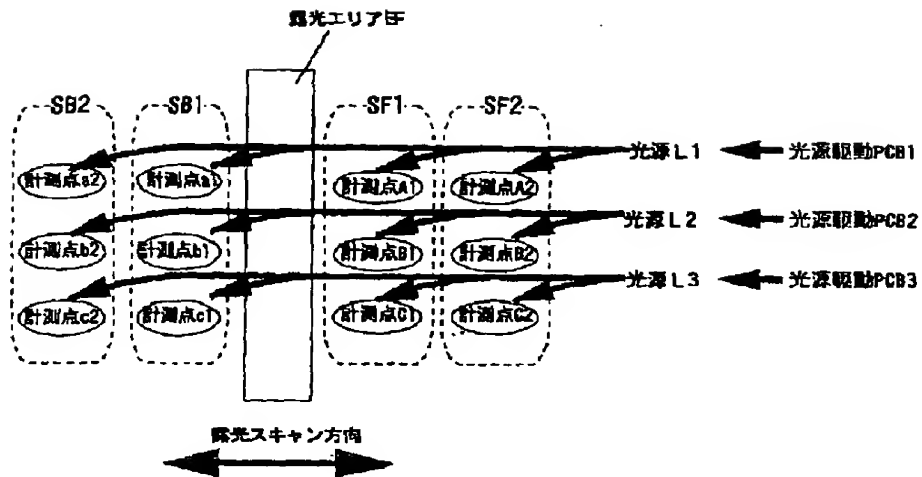 露光エリアEF
SB2
SB1
SF1
SF2
光源L1
光源駆動PCB1
計測点a2
計測点a1
計測点A1
計測点A2
光源L2
光源駆動PCB2
計測点b2
計測点b1
計測点B1
計測点B2
光源L3
光源駆動PCB3
計測点c2
計測点c1
計測点C1
計測点C2
露光スキャン方向